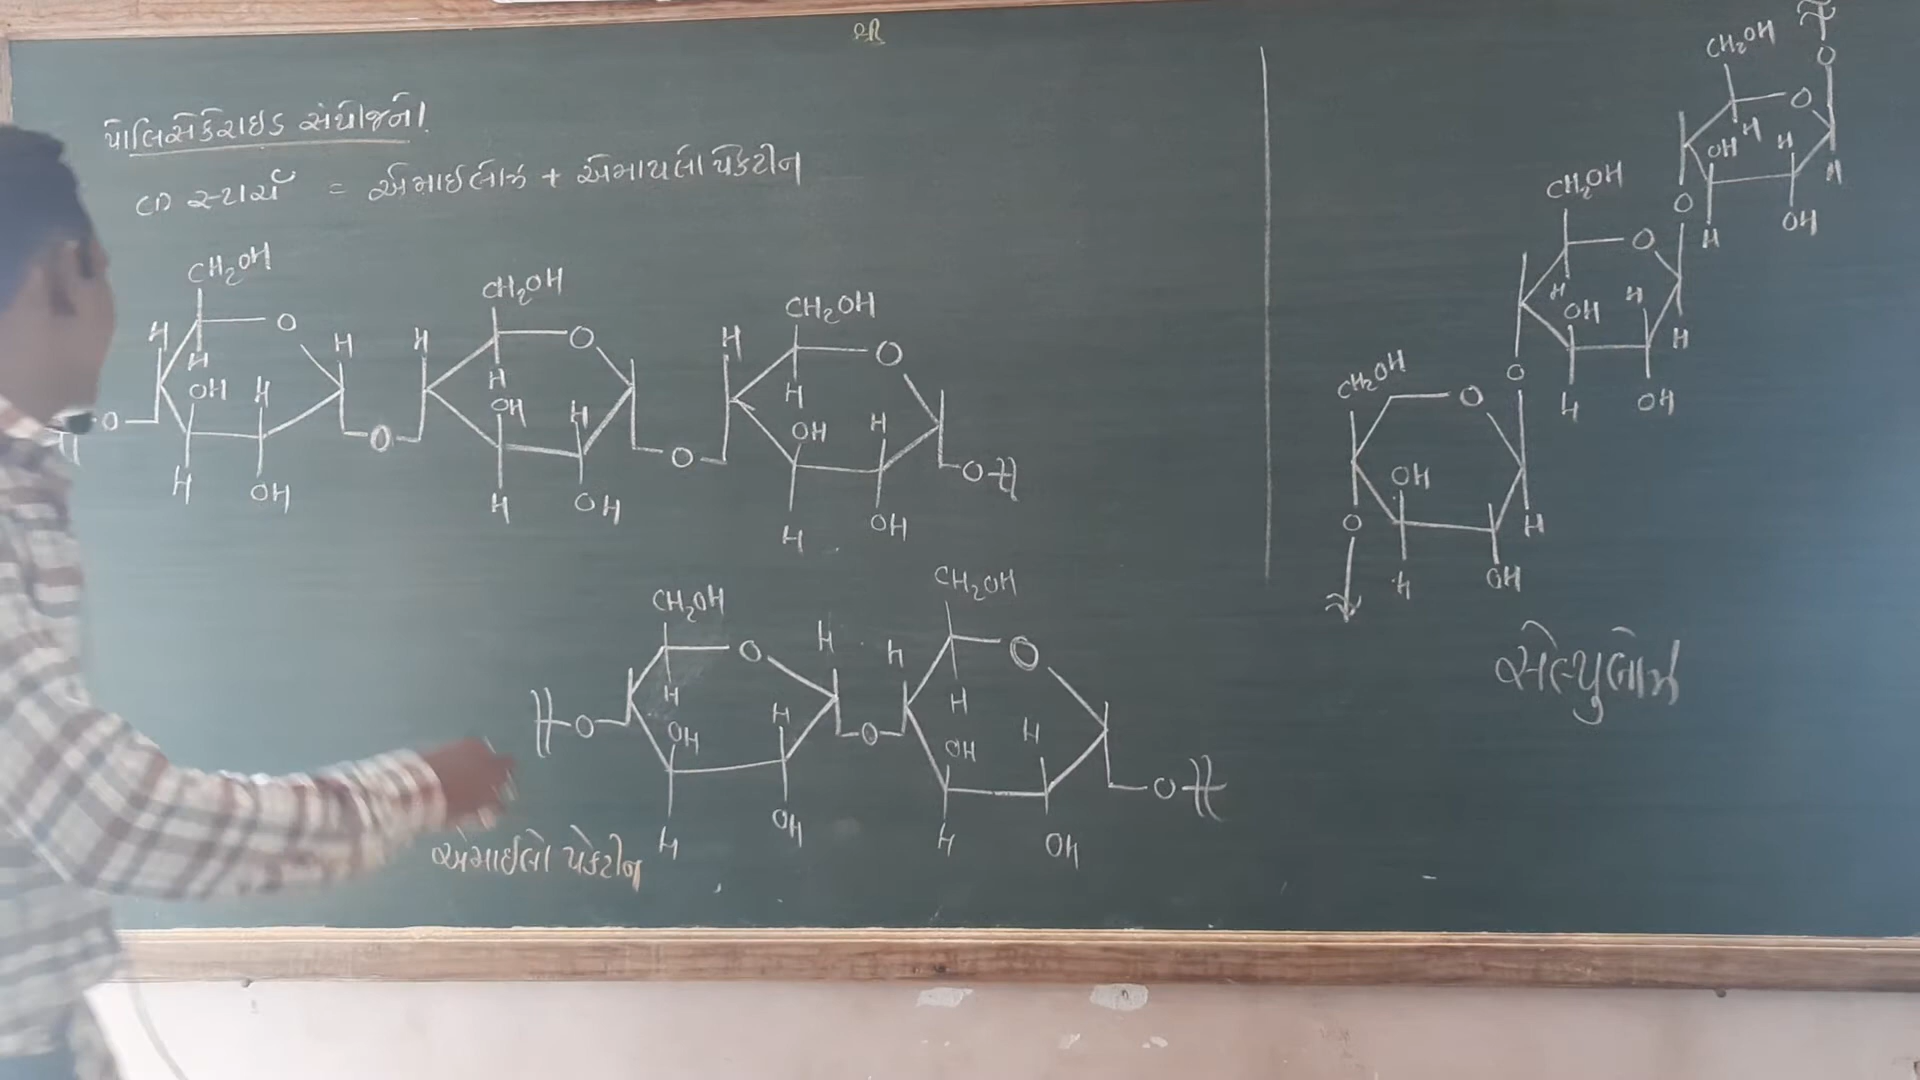 શ્રી
પોલિસેકેરાઇડ સંયોજનો
(1) સ્ટાર્ચ = એમાઈલોઝ + એમાયલો પેક્ટીન
CH₂OH CH₂OH CH₂OH
H O H H O H O
H H H
O OH H OH H OH H
O O O
H OH H OH H OH
CH₂OH CH₂OH
O H H O
H H
H H
O OH O OH O
H OH H OH
એમાઈલો પેક્ટીન
CH₂OH O
O
H
OH H H
CH₂OH O OH
O H
H H
OH H
CH₂OH O H OH
O
OH
O H
H OH
સેલ્યુલોઝ